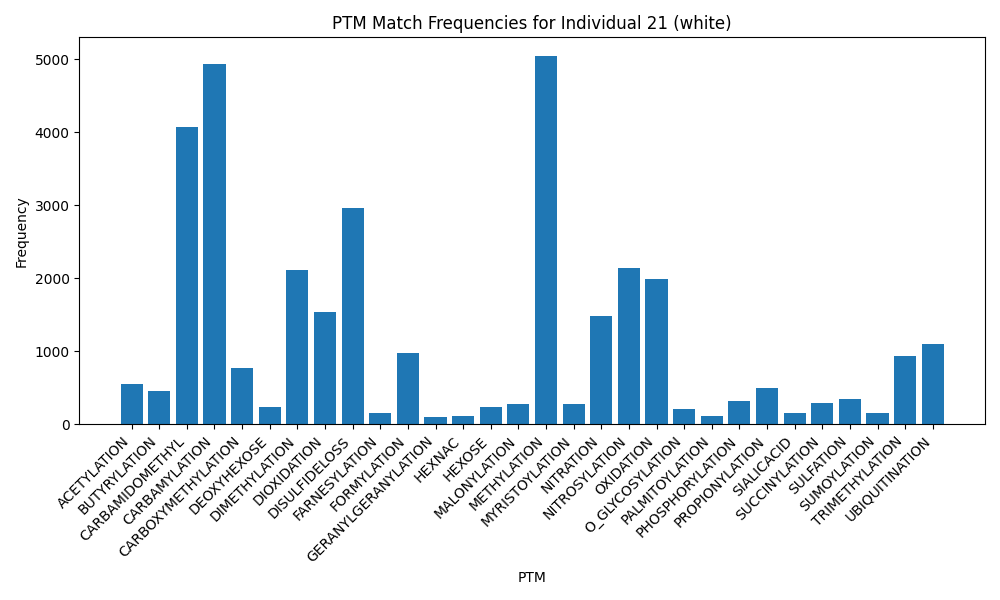 PTM Match Frequencies for Individual 21 (white)
Frequency
5000
4000
3000
2000
1000
0
ACETYLATION
BUTYRYLATION
CARBAMIDOMETHYL
CARBAMYLATION
CARBOXYMETHYLATION
DEOXYHEXOSE
DIMETHYLATION
DIOXIDATION
DISULFIDELOSS
FARNESYLATION
FORMYLATION
GERANYLGERANYLATION
HEXNAC
HEXOSE
MALONYLATION
METHYLATION
MYRISTOYLATION
NITRATION
NITROSYLATION
OXIDATION
O_GLYCOSYLATION
PALMITOYLATION
PHOSPHORYLATION
PROPIONYLATION
SIALICACID
SUCCINYLATION
SULFATION
SUMOYLATION
TRIMETHYLATION
UBIQUITINATION
PTM